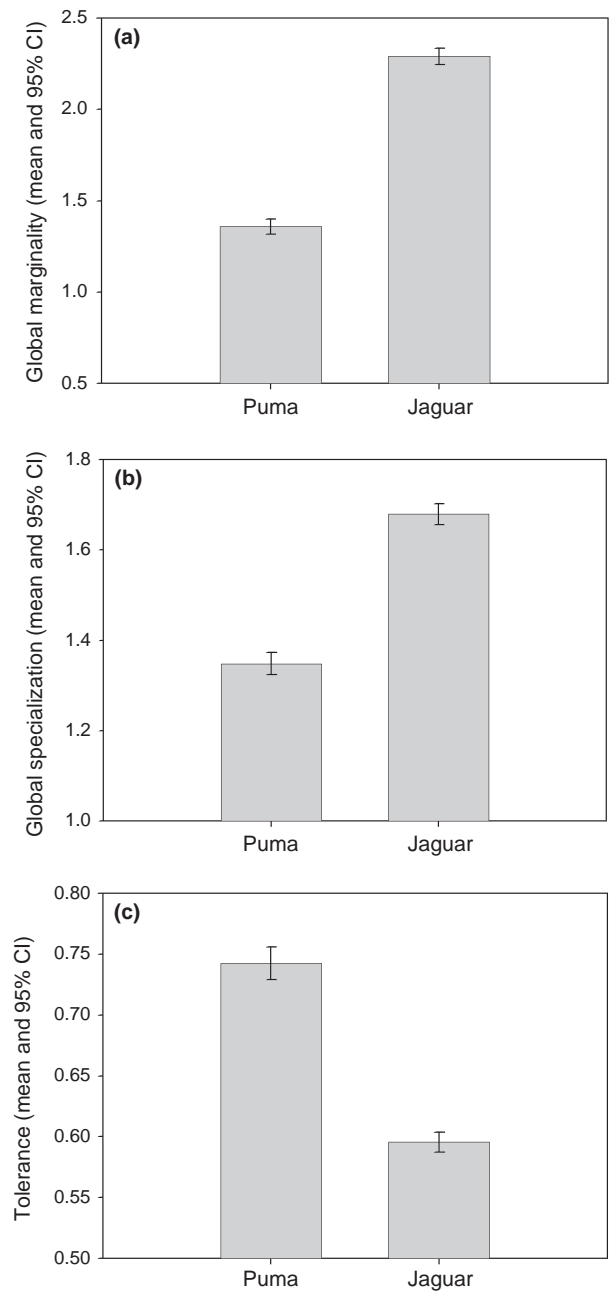 (a)
Global marginality (mean and 95% CI)
2.5
2.0
1.5
1.0
0.5
Puma Jaguar
(b)
Global specialization (mean and 95% CI)
1.8
1.6
1.4
1.2
1.0
Puma Jaguar
(c)
Tolerance (mean and 95% CI)
0.80
0.75
0.70
0.65
0.60
0.55
0.50
Puma Jaguar